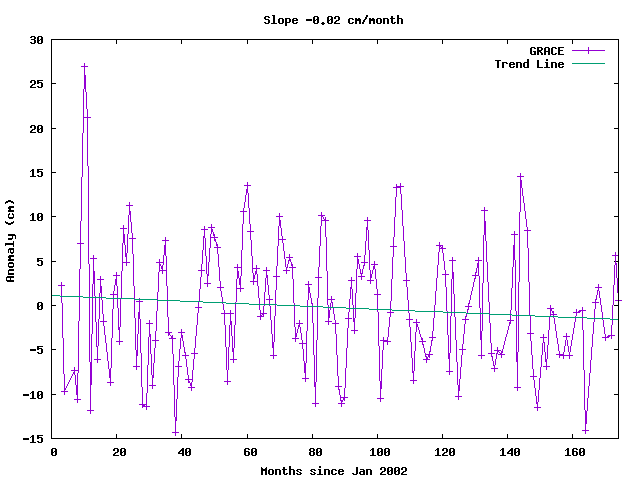 Slope -0.02 cm/month
30
25
20
15
10
5
0
-5
-10
-15
Anomaly (cm)
GRACE
Trend Line
0 20 40 60 80 100 120 140 160
Months since Jan 2002